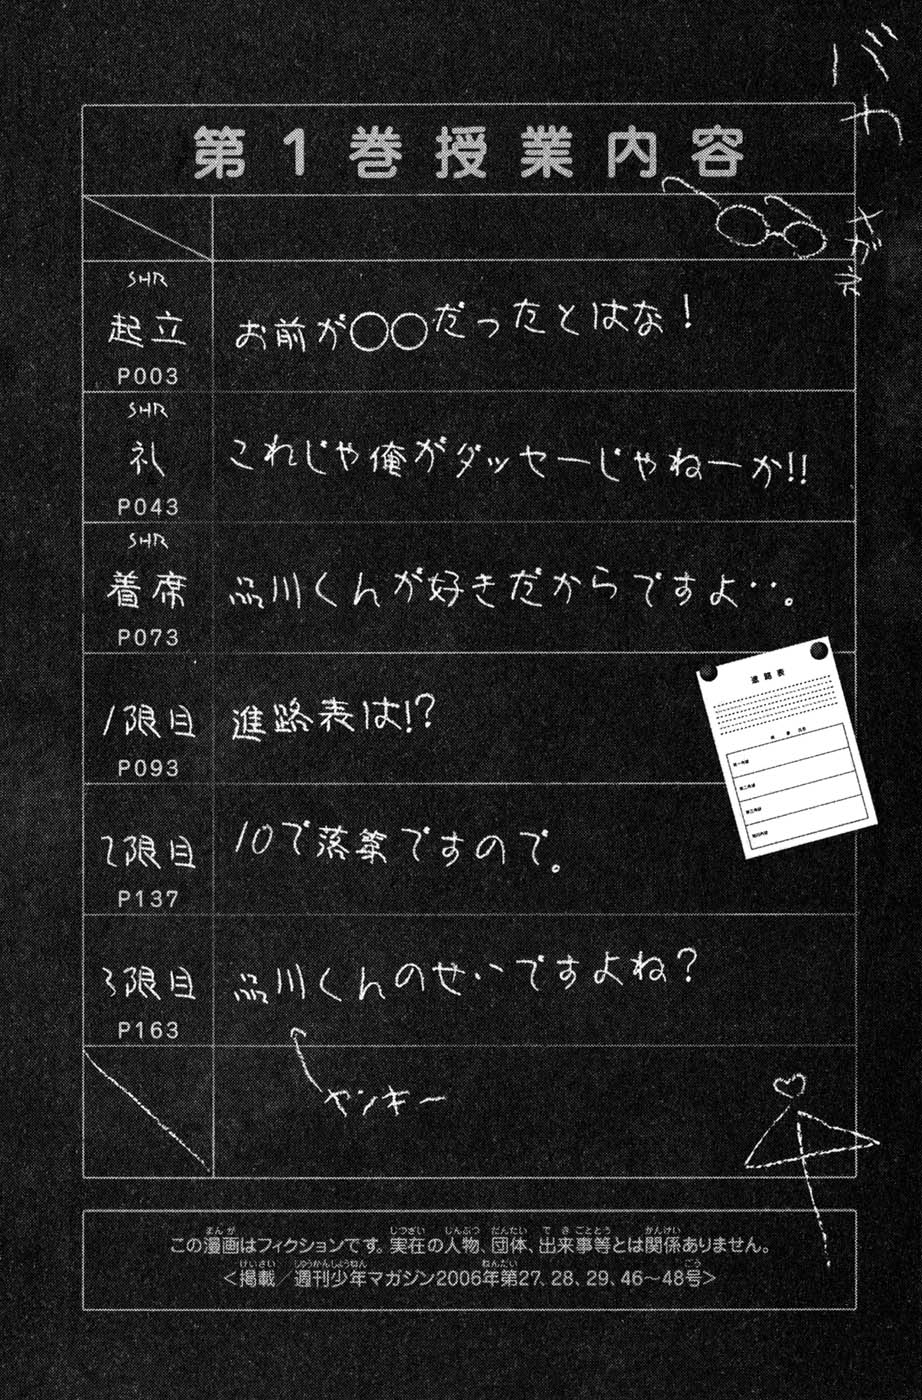 第1巻授業内容
バカ
メガネ
SHR
起立
P003
お前が○○だったとはな!
SHR
礼
P043
これじゃ俺がダッセーじゃねーか!!
SHR
着席
P073
品川くんが好きだからですよ‥。
1限目
P093
進路表は!?
進路表
2限目
P137
10で落第ですので。
3限目
P163
品川くんのせいですよね?
ヤンキー
この漫画はフィクションです。実在の人物、団体、出来事等とは関係ありません。
<掲載/週刊少年マガジン2006年第27、28、29、46~48号>